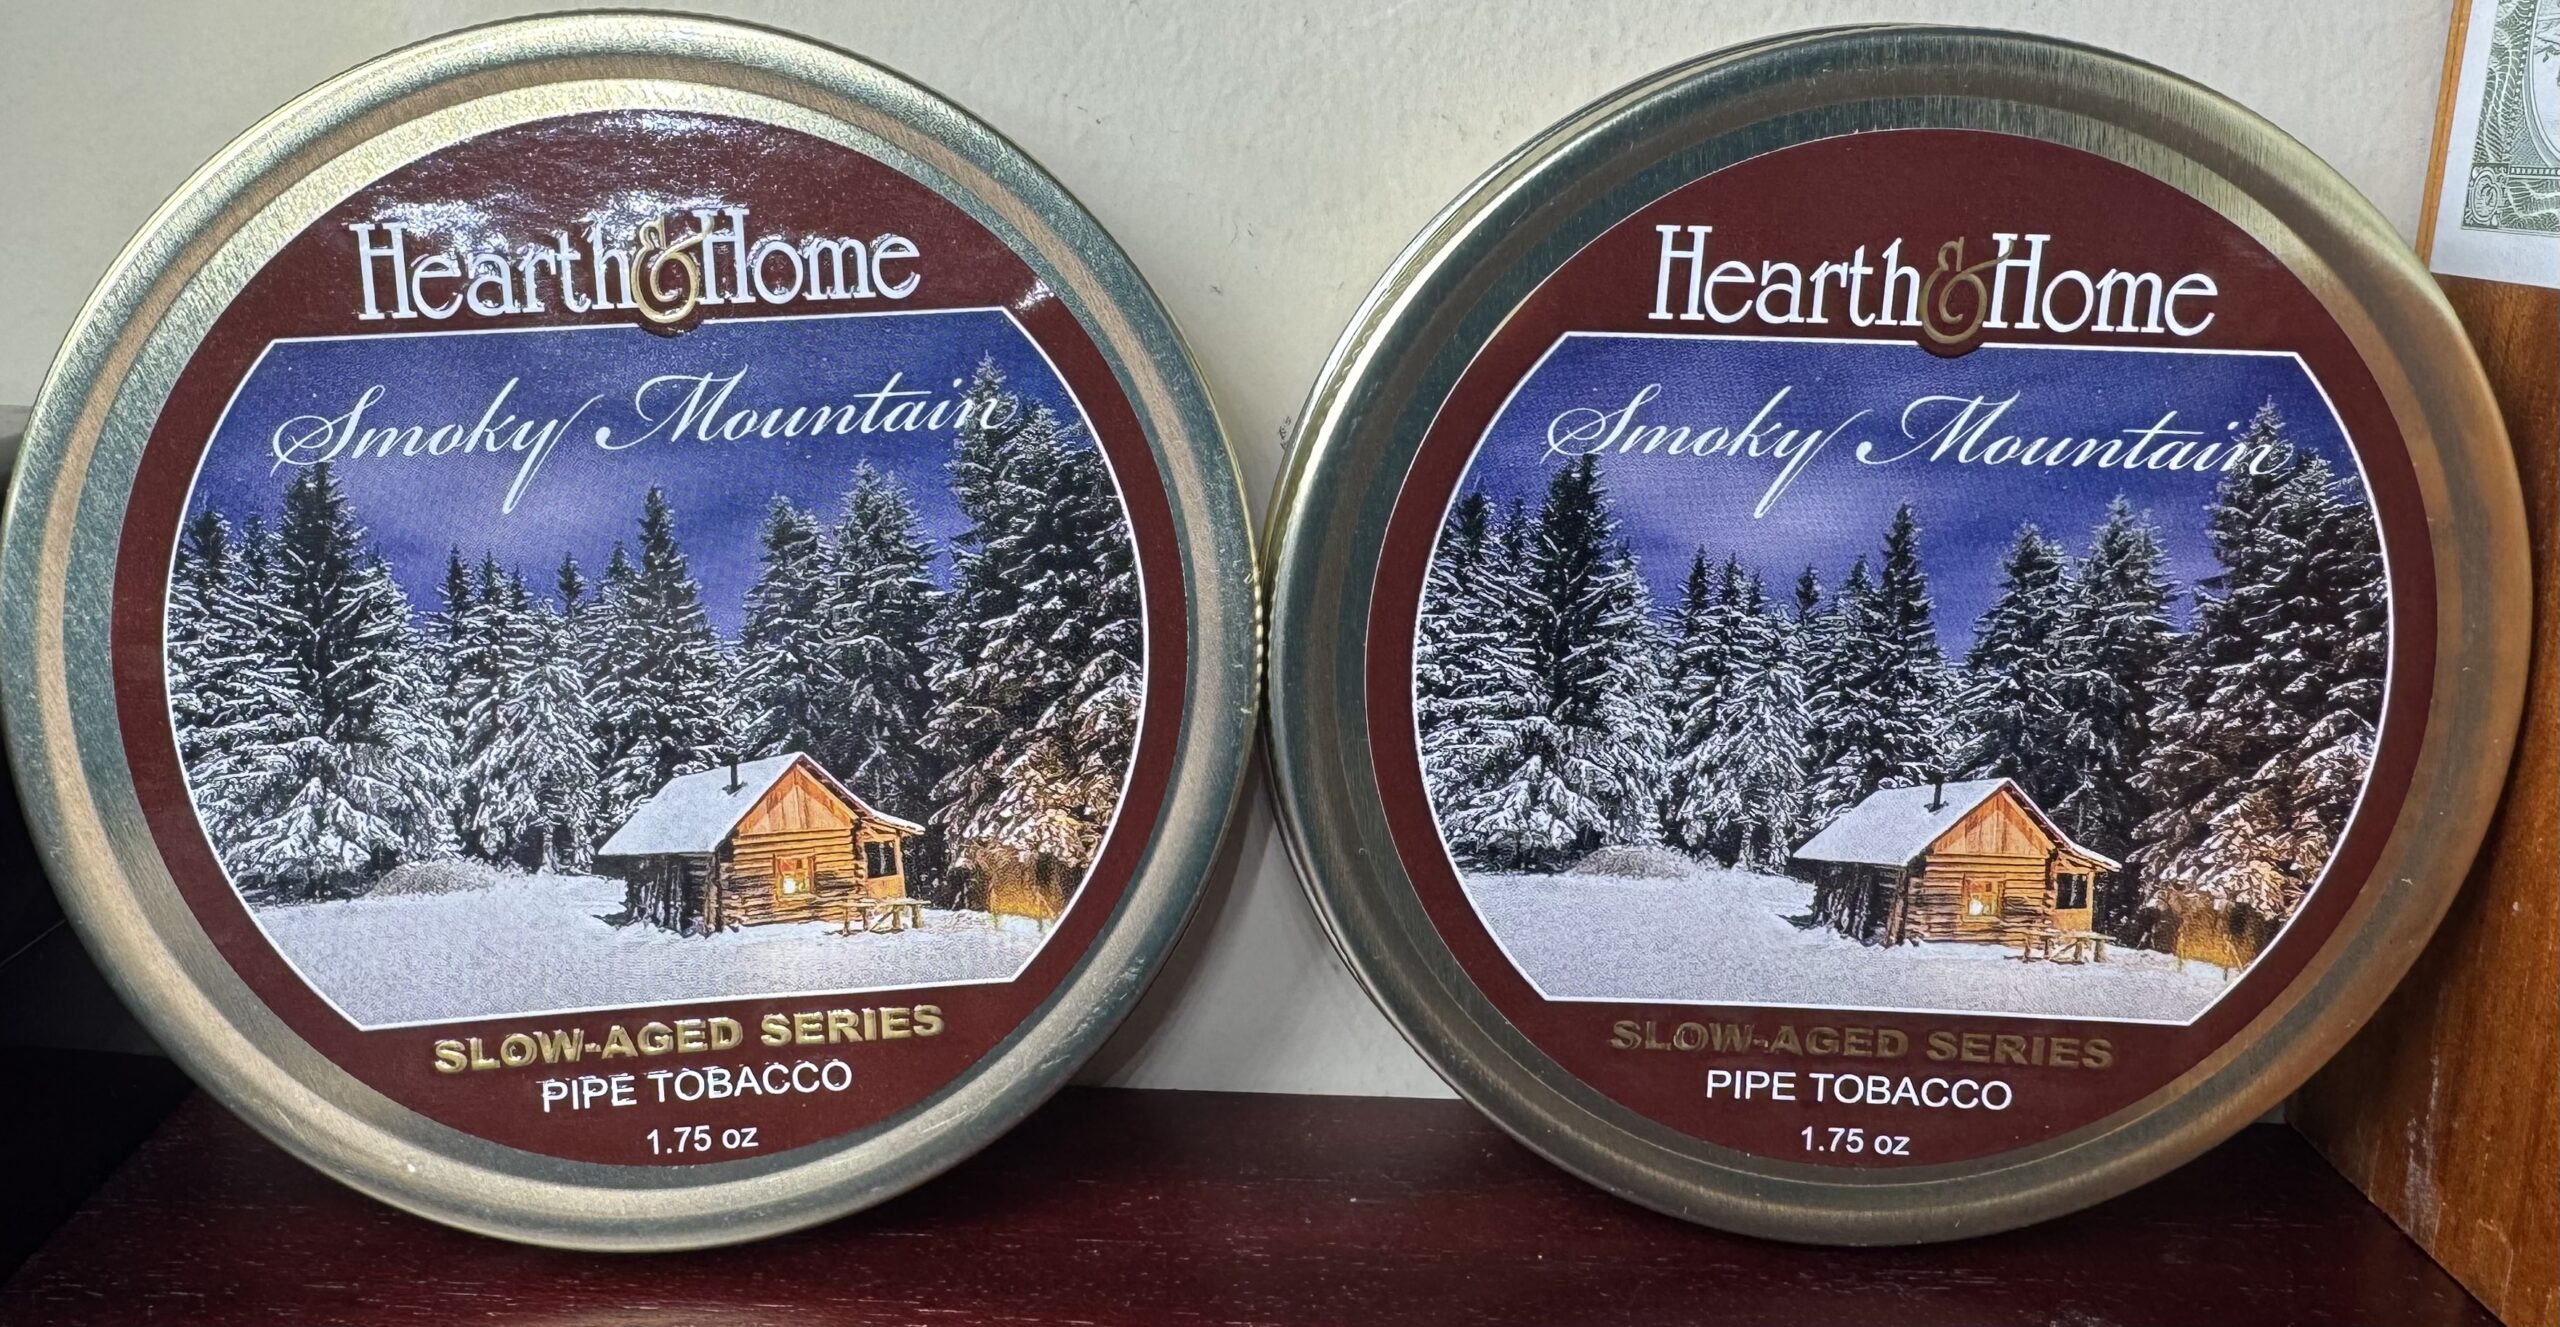 Hearth & Home
Smoky Mountain
SLOW-AGED SERIES
PIPE TOBACCO
1.75 oz
Hearth & Home
Smoky Mountain
SLOW-AGED SERIES
PIPE TOBACCO
1.75 oz